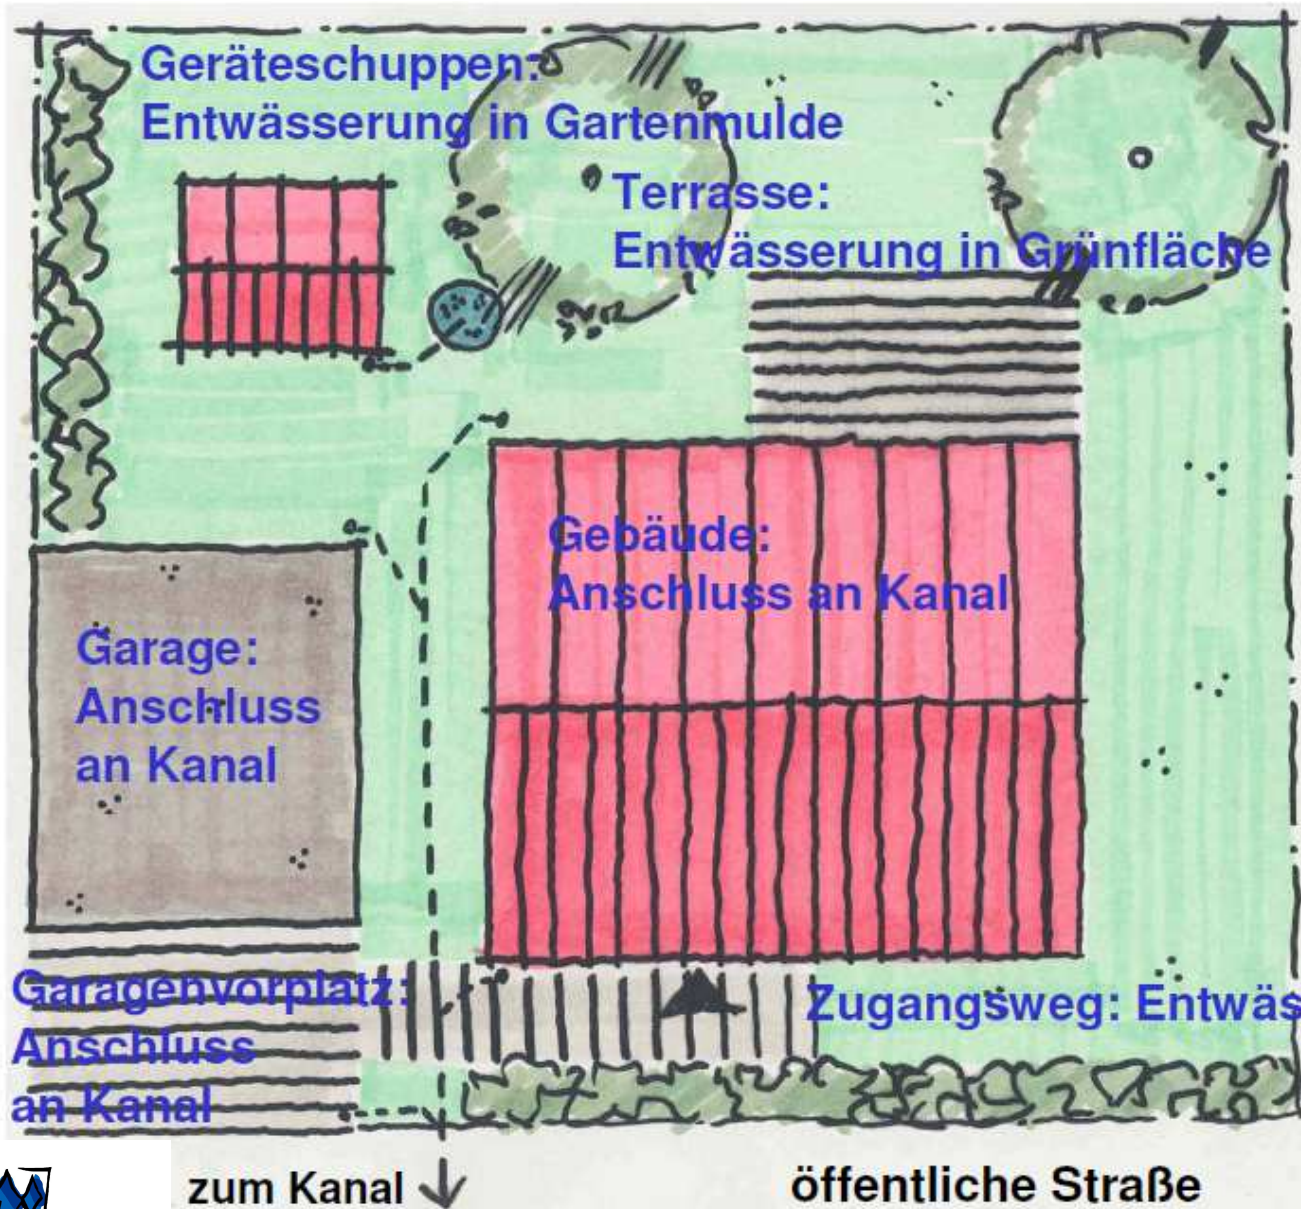 Geräteschuppen:
Entwässerung in Gartenmulde
Terrasse:
Entwässerung in Grünfläche
Gebäude:
Anschluss an Kanal
Garage:
Anschluss
an Kanal
Garagenvorplatz:
Anschluss
an Kanal
Zugangsweg: Entwäs
zum Kanal
öffentliche Straße